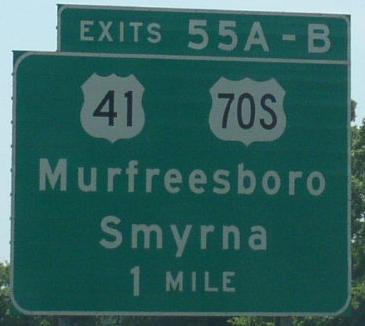 EXITS 55A - B
41 70S
Murfreesboro
Smyrna
1 MILE